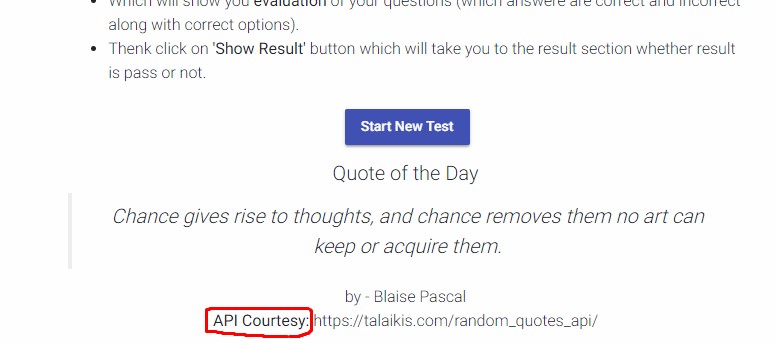 Which will show you evaluation of your questions (which answere are correct and incorrect
along with correct options).
Thenk click on 'Show Result' button which will take you to the result section whether result
is pass or not.
Start New Test
Quote of the Day
Chance gives rise to thoughts, and chance removes them no art can
keep or acquire them.
by - Blaise Pascal
API Courtesy: https://talaikis.com/random_quotes_api/